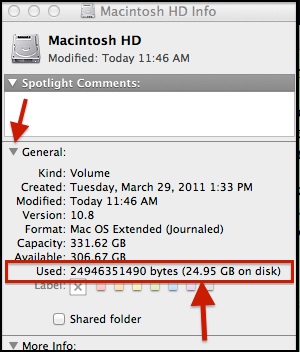 Macintosh HD Info
Macintosh HD
Modified: Today 11:46 AM
Spotlight Comments:
General:
Kind: Volume
Created: Tuesday, March 29, 2011 1:33 PM
Modified: Today 11:46 AM
Version: 10.8
Format: Mac OS Extended (Journaled)
Capacity: 331.62 GB
Available: 306.67 GB
Used: 24946351490 bytes (24.95 GB on disk)
Label:
Shared folder
More Info: